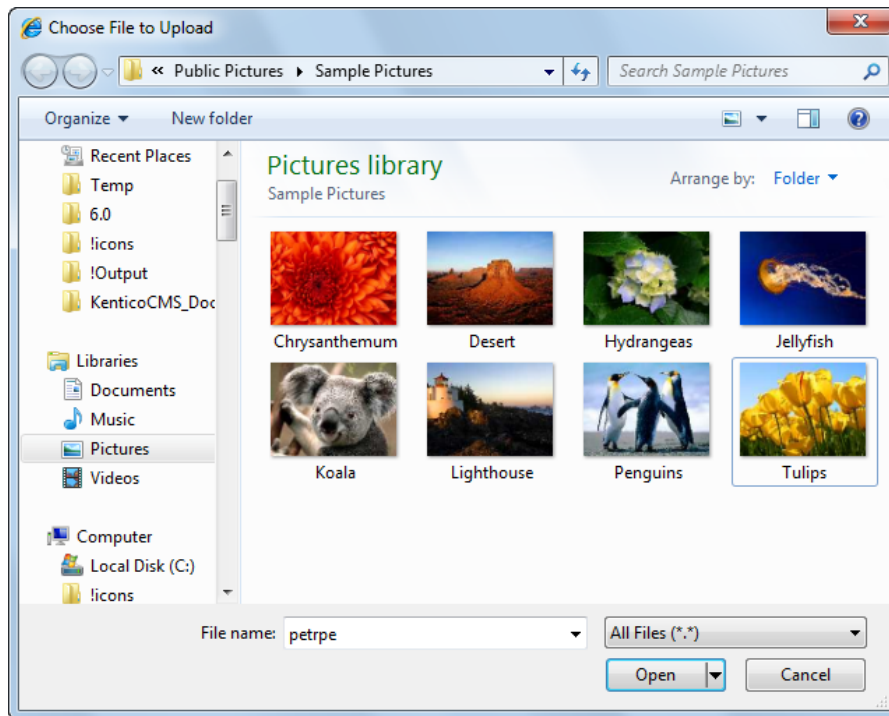 Choose File to Upload
« Public Pictures ▸ Sample Pictures
Search Sample Pictures
Organize
New folder
Recent Places
Temp
6.0
!icons
!Output
KenticoCMS_Doc
Libraries
Documents
Music
Pictures
Videos
Computer
Local Disk (C:)
!icons
Pictures library
Sample Pictures
Arrange by: Folder
Chrysanthemum
Desert
Hydrangeas
Jellyfish
Koala
Lighthouse
Penguins
Tulips
File name: petrpe
All Files (*.*)
Open
Cancel